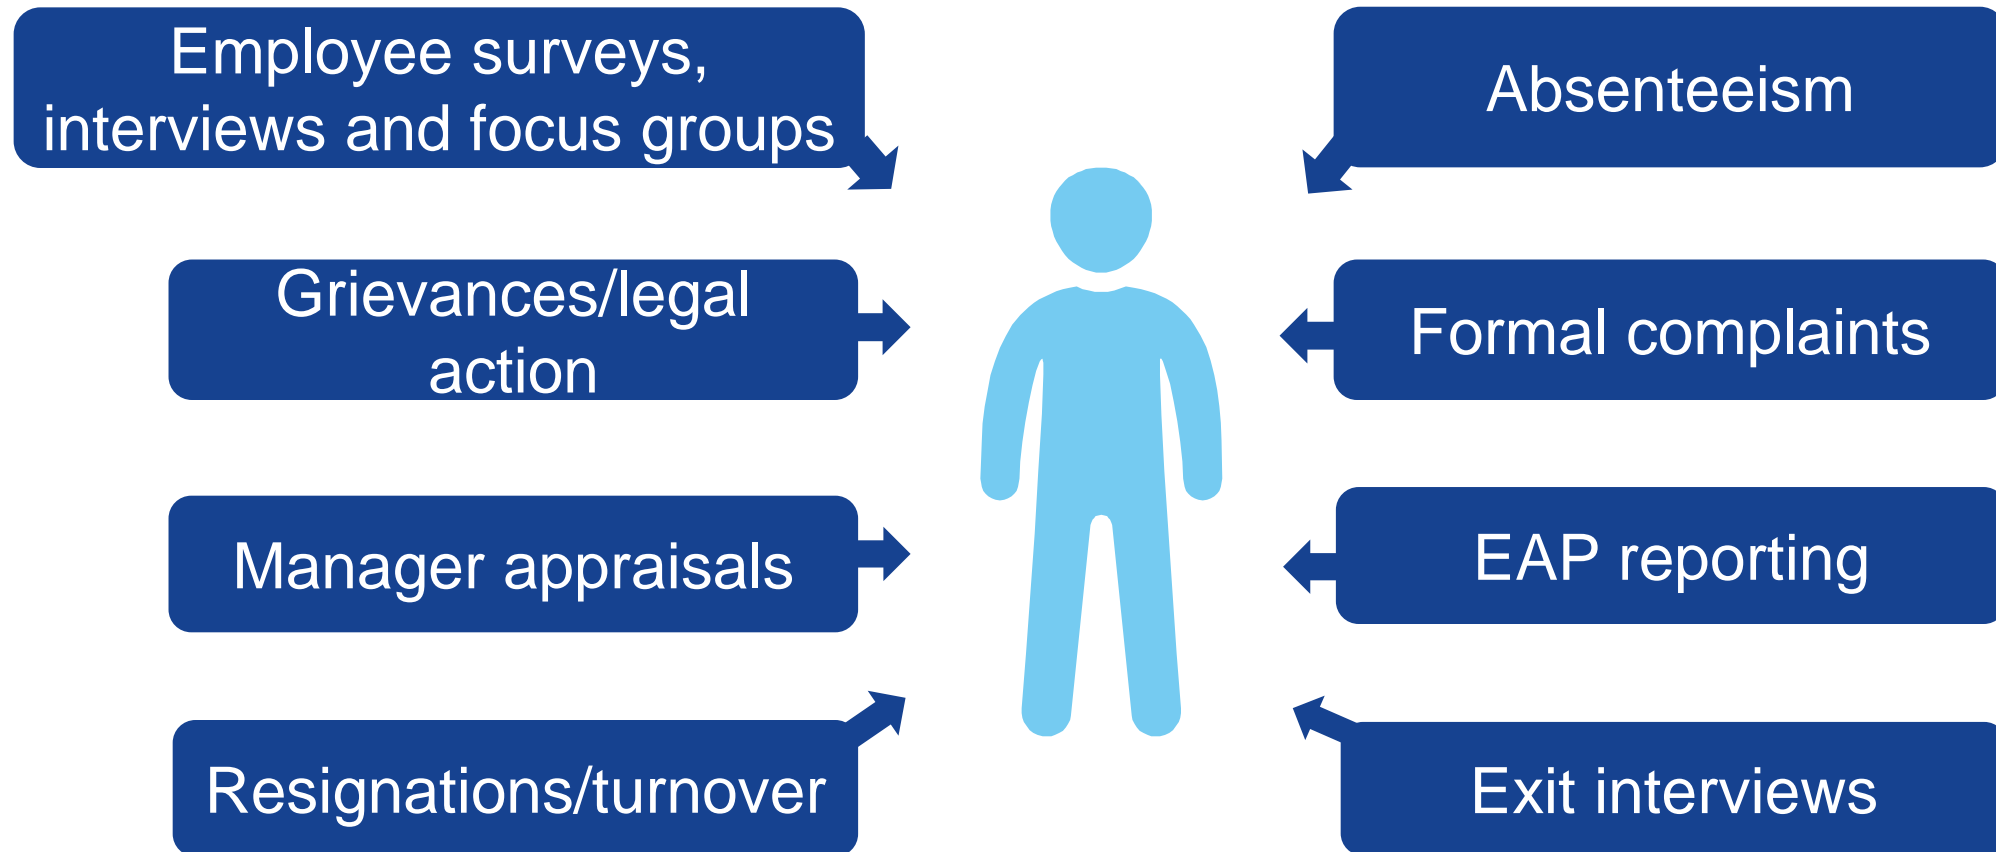 Employee surveys,
interviews and focus groups
Absenteeism
Grievances/legal
action
Formal complaints
Manager appraisals
EAP reporting
Resignations/turnover
Exit interviews